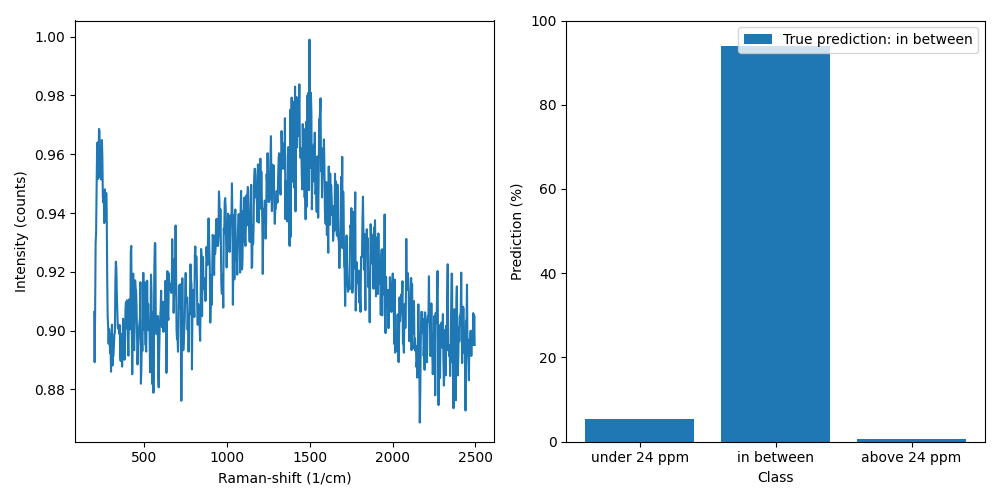 1.00
0.98
0.96
0.94
0.92
0.90
0.88
Intensity (counts)
500
1000
1500
2000
2500
Raman-shift (1/cm)
100
80
60
40
20
0
Prediction (%)
True prediction: in between
under 24 ppm
in between
above 24 ppm
Class